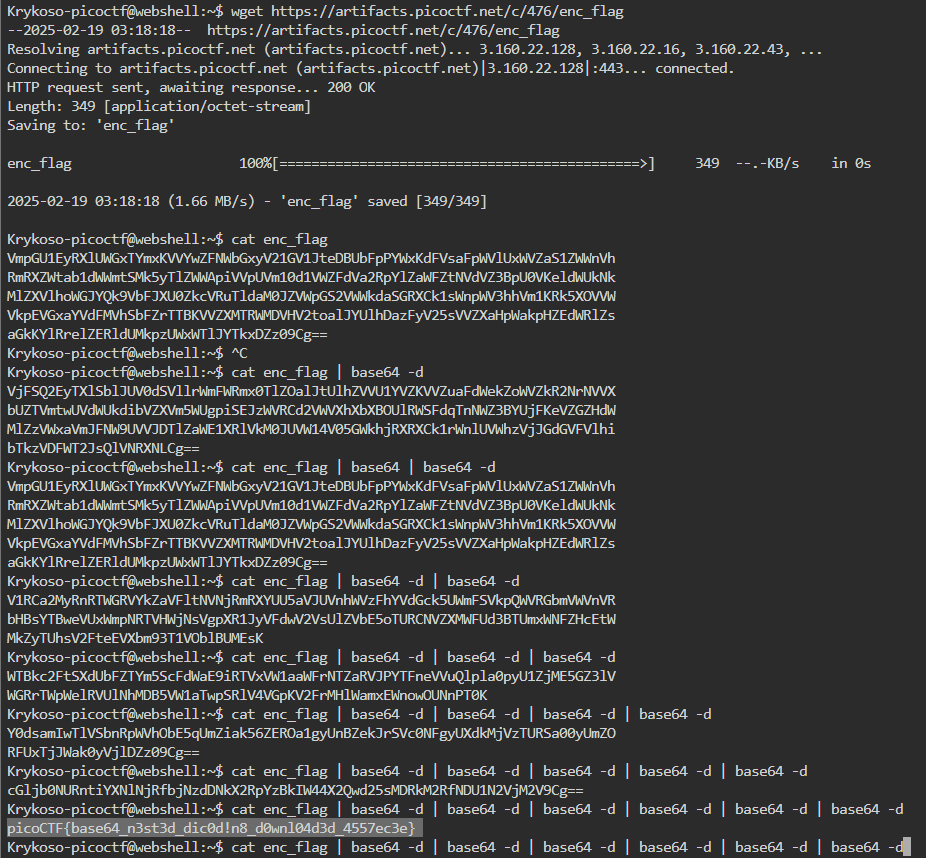 Krykoso-picoctf@webshell:~$ wget https://artifacts.picoctf.net/c/476/enc_flag
--2025-02-19 03:18:18--  https://artifacts.picoctf.net/c/476/enc_flag
Resolving artifacts.picoctf.net (artifacts.picoctf.net)... 3.160.22.128, 3.160.22.16, 3.160.22.43, ...
Connecting to artifacts.picoctf.net (artifacts.picoctf.net)|3.160.22.128|:443... connected.
HTTP request sent, awaiting response... 200 OK
Length: 349 [application/octet-stream]
Saving to: 'enc_flag'
enc_flag                     100%[=============================================>]     349  --.-KB/s    in 0s
2025-02-19 03:18:18 (1.66 MB/s) - 'enc_flag' saved [349/349]
Krykoso-picoctf@webshell:~$ cat enc_flag
VmpGU1EyRXlUWGxTYmxKVVYwZFNWbGxyV21GV1JteDBUbFpPYWxKdFVsaFpWVlUxWVZaS1ZWWnVh
RmRXZWtab1dWWmtSMk5yTlZWWApiVVpUVm10d1VWZFdVa2RpYlZaWFZtNVdVZ3BpU0VKeldWUkNk
MlZXVlhoWGJYQk9VbFJXU0ZkcVRuTldaM0JZVWpGS2VWWkdaSGRXCk1sWnpWV3hhVm1KRk5XOVVW
VkpEVGxaYVdFMVhSbFZrTTBKVVZXMTRWMDVHV2toalJYUlhDazFyV25sVVZXaHpWakpHZEdWRlZs
aGkKYlRrelZERldUMkpzUWxWTlJYTkxDZz09Cg==
Krykoso-picoctf@webshell:~$ ^C
Krykoso-picoctf@webshell:~$ cat enc_flag | base64 -d
VjFSQ2EyTXlSblJUV0dSVllrWmFWRmx0TlZOalJtUlhZVVU1YVZKVVZuaFdWekZoWVZkR2NrNVVX
bUZTVmtwUVdWUkdibVZXVm5WUgpiSEJzWVRCd2VWVXhXbXBOUlRWSFdqTnNWZ3BYUjFKeVZGZHdW
MlZzVWxaVmJFNW9UVVJDTlZaWE1XRlVkM0JUVW14V05GWkhjRXRXCk1rWnlUVWhzVjJGdGVFVlhi
bTkzVDFWT2JsQlVNRXNLCg==
Krykoso-picoctf@webshell:~$ cat enc_flag | base64 | base64 -d
VmpGU1EyRXlUWGxTYmxKVVYwZFNWbGxyV21GV1JteDBUbFpPYWxKdFVsaFpWVlUxWVZaS1ZWWnVh
RmRXZWtab1dWWmtSMk5yTlZWWApiVVpUVm10d1VWZFdVa2RpYlZaWFZtNVdVZ3BpU0VKeldWUkNk
MlZXVlhoWGJYQk9VbFJXU0ZkcVRuTldaM0JZVWpGS2VWWkdaSGRXCk1sWnpWV3hhVm1KRk5XOVVW
VkpEVGxaYVdFMVhSbFZrTTBKVVZXMTRWMDVHV2toalJYUlhDazFyV25sVVZXaHpWakpHZEdWRlZs
aGkKYlRrelZERldUMkpzUWxWTlJYTkxDZz09Cg==
Krykoso-picoctf@webshell:~$ cat enc_flag | base64 -d | base64 -d
V1RCa2MyRnRTWGRVYkZaVFltNVNjRmRXYUU5aVJUVnhWVzFhYVdGck5UWmFSVkpQWVRGbmVWVnVR
bHBsYTBweVUxWmpNRTVHWjNsVgpXR1JyVFdwV2VsUlZVbE5oTURCNVZXMWFUd3BTUmxWNFZHcEtW
MkZyTUhsV2FteEVXbm93T1VOblBUMEsK
Krykoso-picoctf@webshell:~$ cat enc_flag | base64 -d | base64 -d | base64 -d
WTBkc2FtSXdUbFZTYm5ScFdWaE9iRTVxVW1aaWFrNTZaRVJPYTFneVVuQlpla0pyU1ZjME5GZ3lV
WGRrTWpWelRVUlNhMDB5VW1aTwpSRlV4VGpKV2FrMHlWamxEWnowOUNnPT0K
Krykoso-picoctf@webshell:~$ cat enc_flag | base64 -d | base64 -d | base64 -d | base64 -d
Y0dsamIwTlVSbnRpWVhObE5qUmZiak56ZEROa1gyUnBZekJrSVc0NFgyUXdkMjVzTURSa00yUmZO
RFUxTjJWak0yVjlDZz09Cg==
Krykoso-picoctf@webshell:~$ cat enc_flag | base64 -d | base64 -d | base64 -d | base64 -d | base64 -d
cGljb0NURntiYXNlNjRfbjNzdDNkX2RpYzBkIW44X2Qwd25sMDRkM2RfNDU1N2VjM2V9Cg==
Krykoso-picoctf@webshell:~$ cat enc_flag | base64 -d | base64 -d | base64 -d | base64 -d | base64 -d | base64 -d
picoCTF{base64_n3st3d_dic0d!n8_d0wnl04d3d_4557ec3e}
Krykoso-picoctf@webshell:~$ cat enc_flag | base64 -d | base64 -d | base64 -d | base64 -d | base64 -d | base64 -d